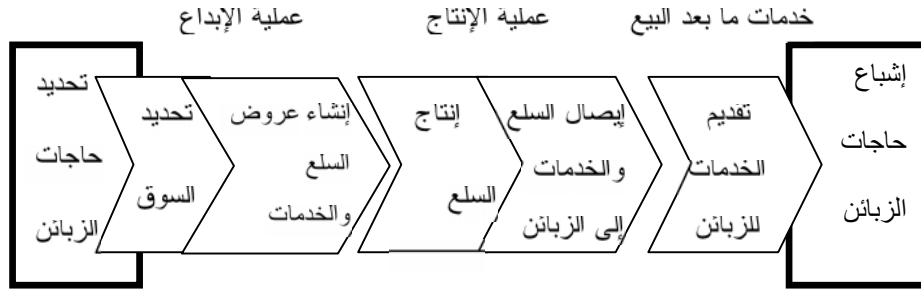 عملية الإبداع
عملية الإنتاج
خدمات ما بعد البيع
تحديد
حاجات
الزبائن
تحديد
السوق
إنشاء عروض
السلع
والخدمات
إنتاج
السلع
إيصال السلع
والخدمات
إلى الزبائن
تقديم
الخدمات
للزبائن
إشباع
حاجات
الزبائن